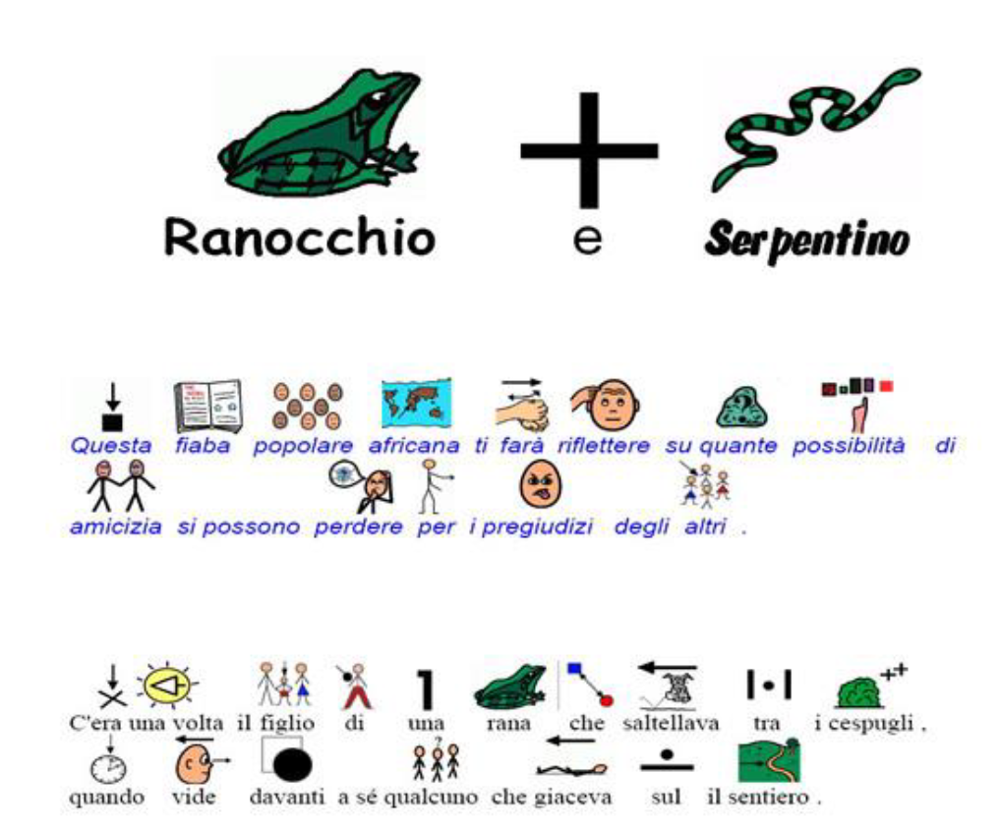 Ranocchio e Serpentino
Questa fiaba popolare africana ti farà riflettere su quante possibilità di
amicizia si possono perdere per i pregiudizi degli altri .
C'era una volta il figlio di una rana che saltellava tra i cespugli ,
quando vide davanti a sé qualcuno che giaceva sul il sentiero .